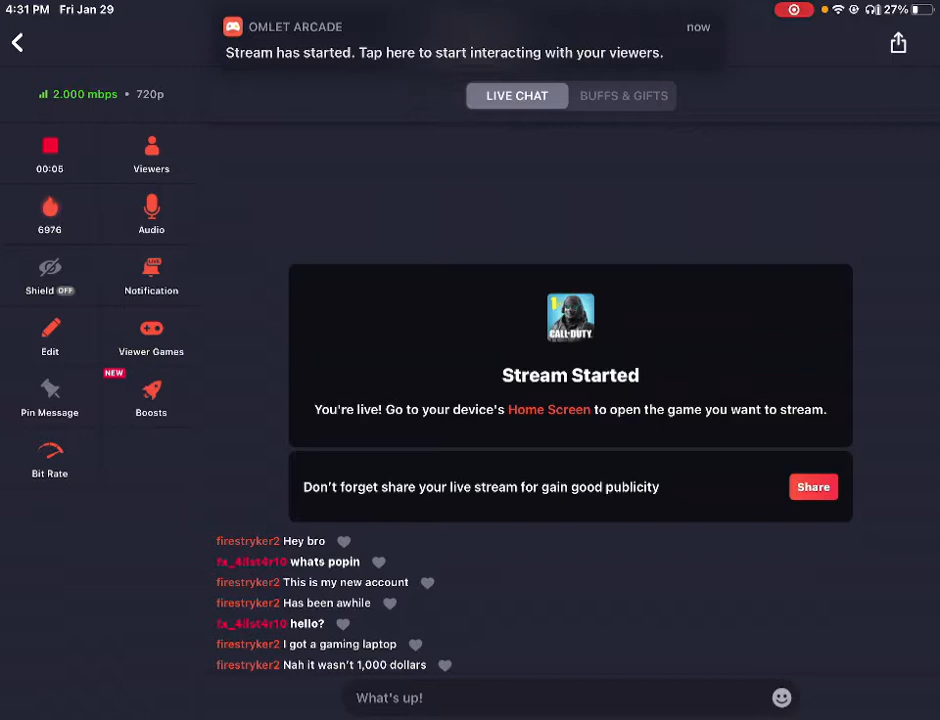 4:31 PM Fri Jan 29
27%
OMLET ARCADE
now
Stream has started. Tap here to start interacting with your viewers.
2.000 mbps • 720p
LIVE CHAT
BUFFS & GIFTS
00:05
Viewers
6976
Audio
LIVE
Shield OFF
Notification
Edit
Viewer Games
NEW
Pin Message
Boosts
Bit Rate
CALL·DUTY
Stream Started
You're live! Go to your device's Home Screen to open the game you want to stream.
Don't forget share your live stream for gain good publicity
Share
firestryker2 Hey bro
whats popin
firestryker2 This is my new account
firestryker2 Has been awhile
hello?
firestryker2 I got a gaming laptop
firestryker2 Nah it wasn't 1,000 dollars
What's up!